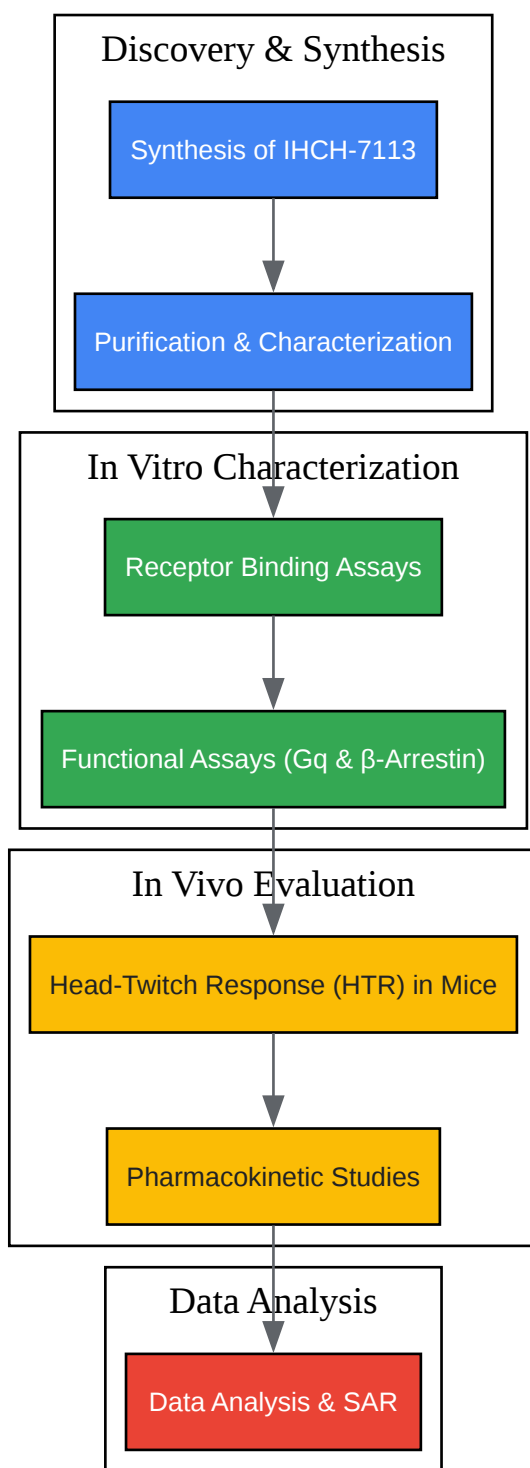 Discovery & Synthesis
Synthesis of IHCH-7113
Purification & Characterization
In Vitro Characterization
Receptor Binding Assays
Functional Assays (Gq & β-Arrestin)
In Vivo Evaluation
Head-Twitch Response (HTR) in Mice
Pharmacokinetic Studies
Data Analysis
Data Analysis & SAR